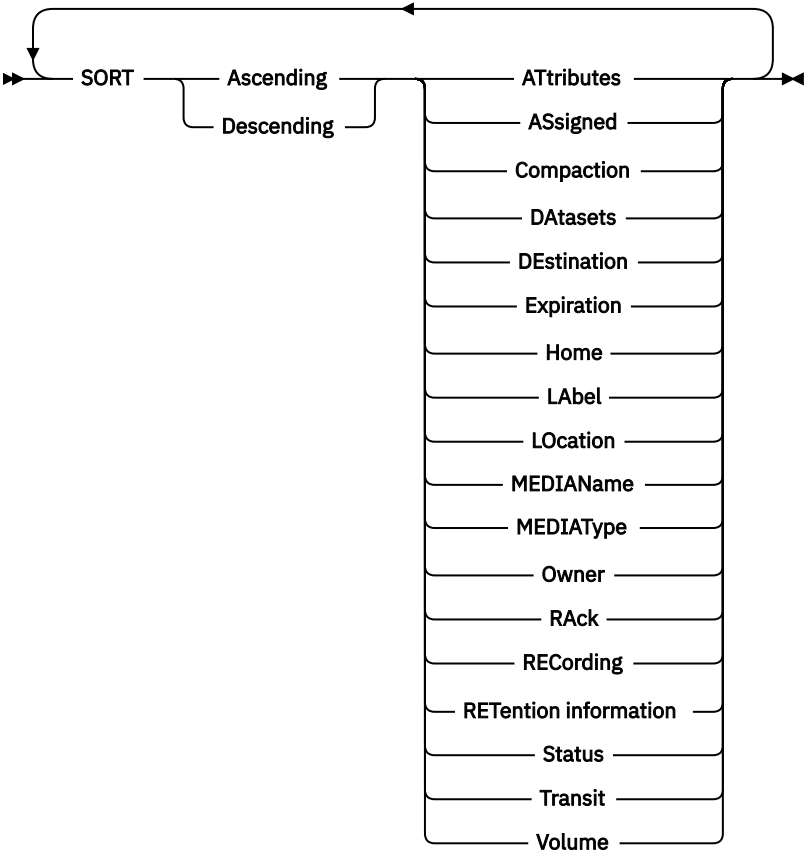 SORT Ascending ATtributes
Descending ASsigned
Compaction
DAtasets
DEstination
Expiration
Home
LAbel
LOcation
MEDIAName
MEDIAType
Owner
RAck
RECording
RETention information
Status
Transit
Volume